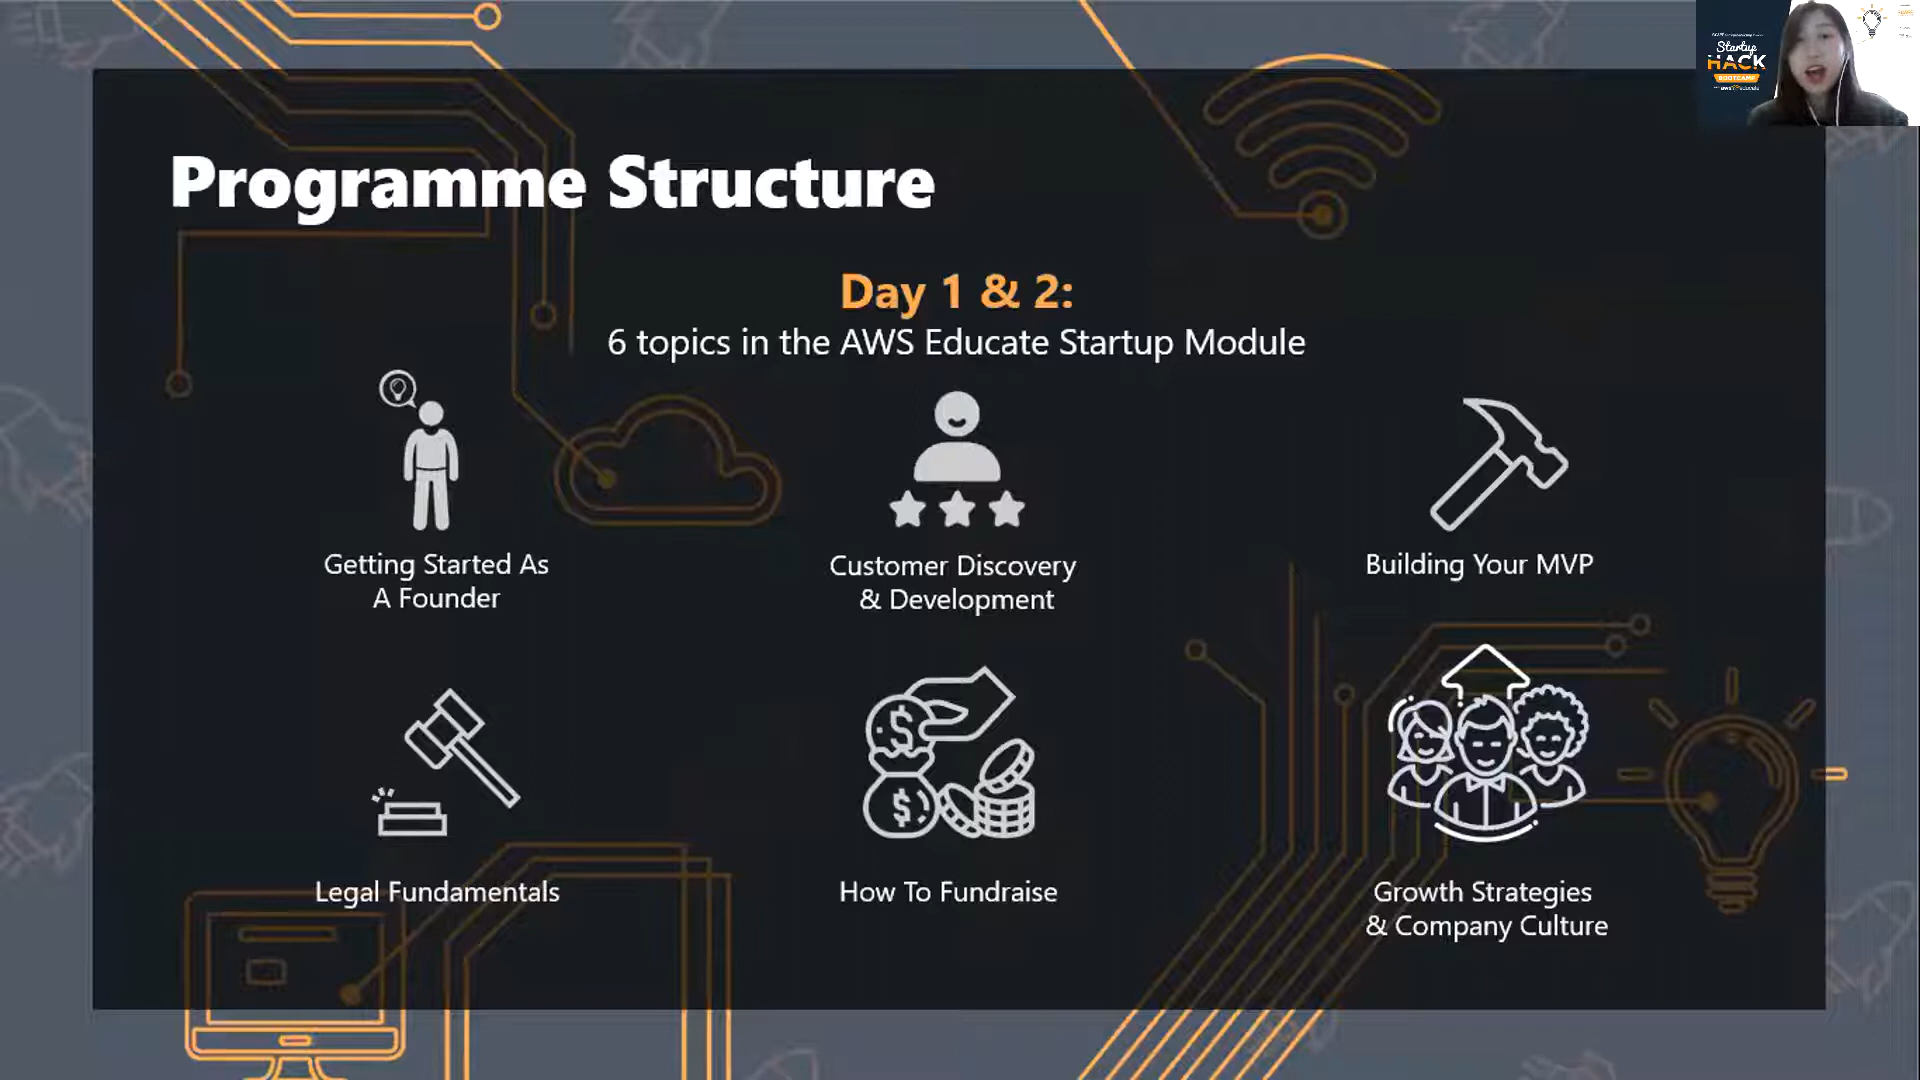 Startup
HACK
BOOTCAMP
Programme Structure
Day 1 & 2:
6 topics in the AWS Educate Startup Module
Getting Started As
A Founder
Customer Discovery
& Development
Building Your MVP
Legal Fundamentals
How To Fundraise
Growth Strategies
& Company Culture